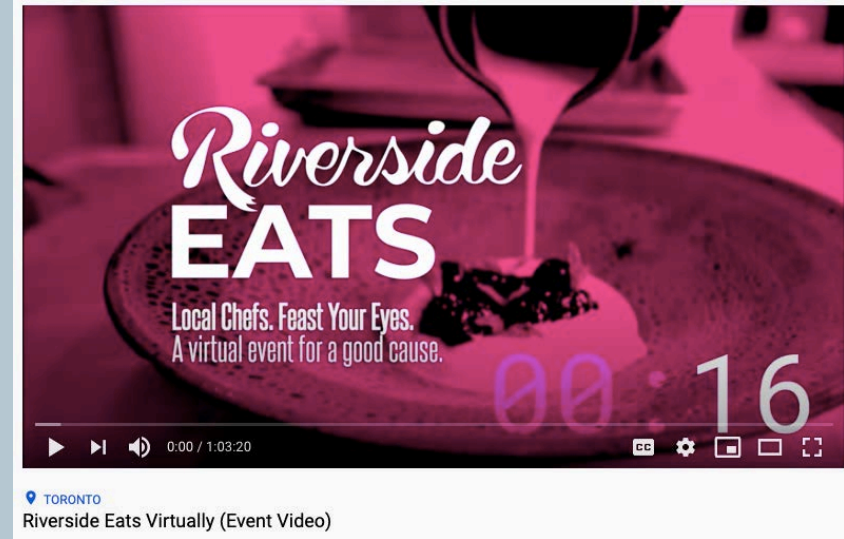 Riverside
EATS
Local Chefs. Feast Your Eyes.
A virtual event for a good cause.
00:16
0:00 / 1:03:20
CC
TORONTO
Riverside Eats Virtually (Event Video)